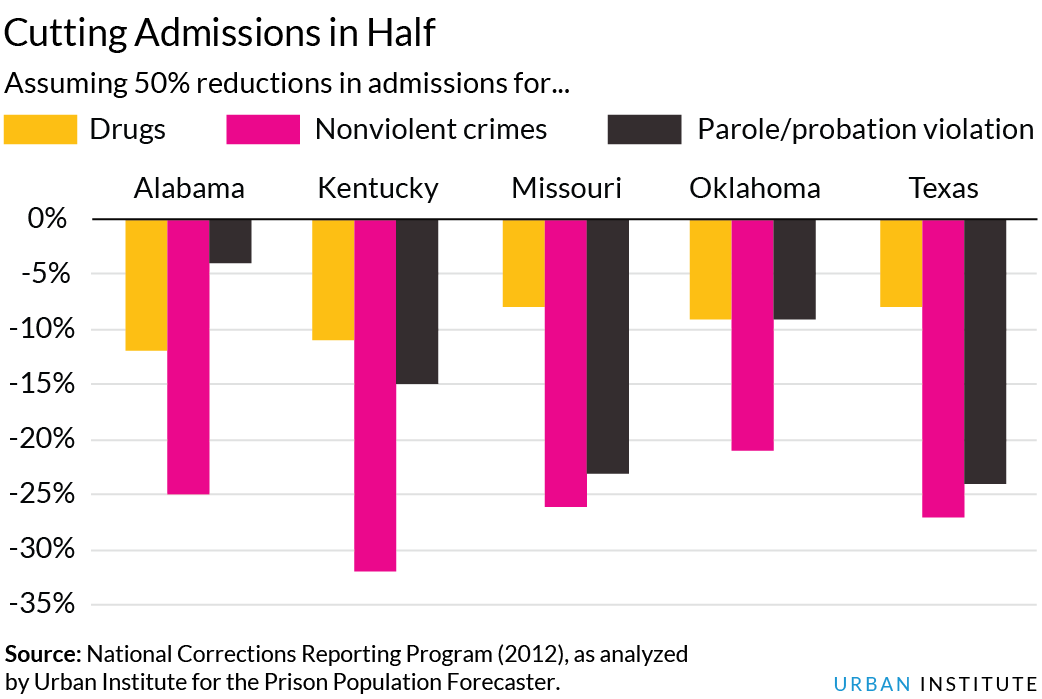 Cutting Admissions in Half
Assuming 50% reductions in admissions for...
Drugs Nonviolent crimes Parole/probation violation
Alabama Kentucky Missouri Oklahoma Texas
0%
-5%
-10%
-15%
-20%
-25%
-30%
-35%
Source: National Corrections Reporting Program (2012), as analyzed
by Urban Institute for the Prison Population Forecaster.
URBAN INSTITUTE